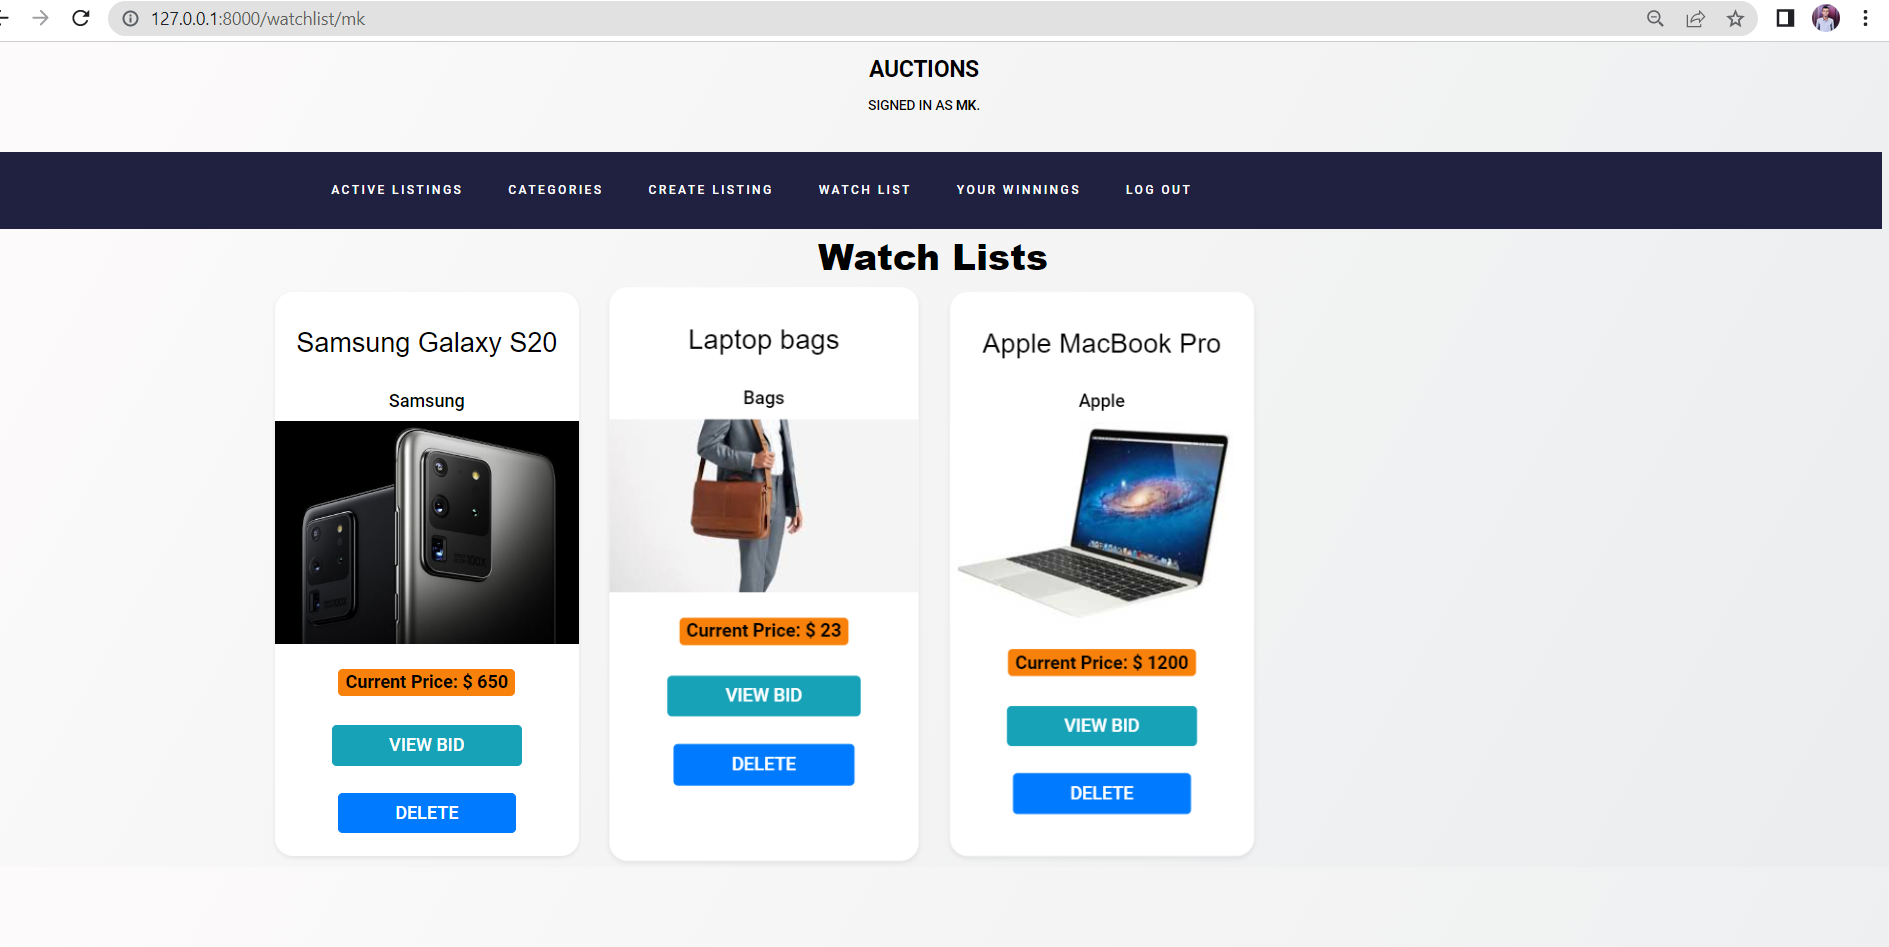 127.0.0.1:8000/watchlist/mk
AUCTIONS
SIGNED IN AS MK.
ACTIVE LISTINGS CATEGORIES CREATE LISTING WATCH LIST YOUR WINNINGS LOG OUT
Watch Lists
Samsung Galaxy S20
Samsung
Current Price: $ 650
VIEW BID
DELETE
Laptop bags
Bags
Current Price: $ 23
VIEW BID
DELETE
Apple MacBook Pro
Apple
Current Price: $ 1200
VIEW BID
DELETE